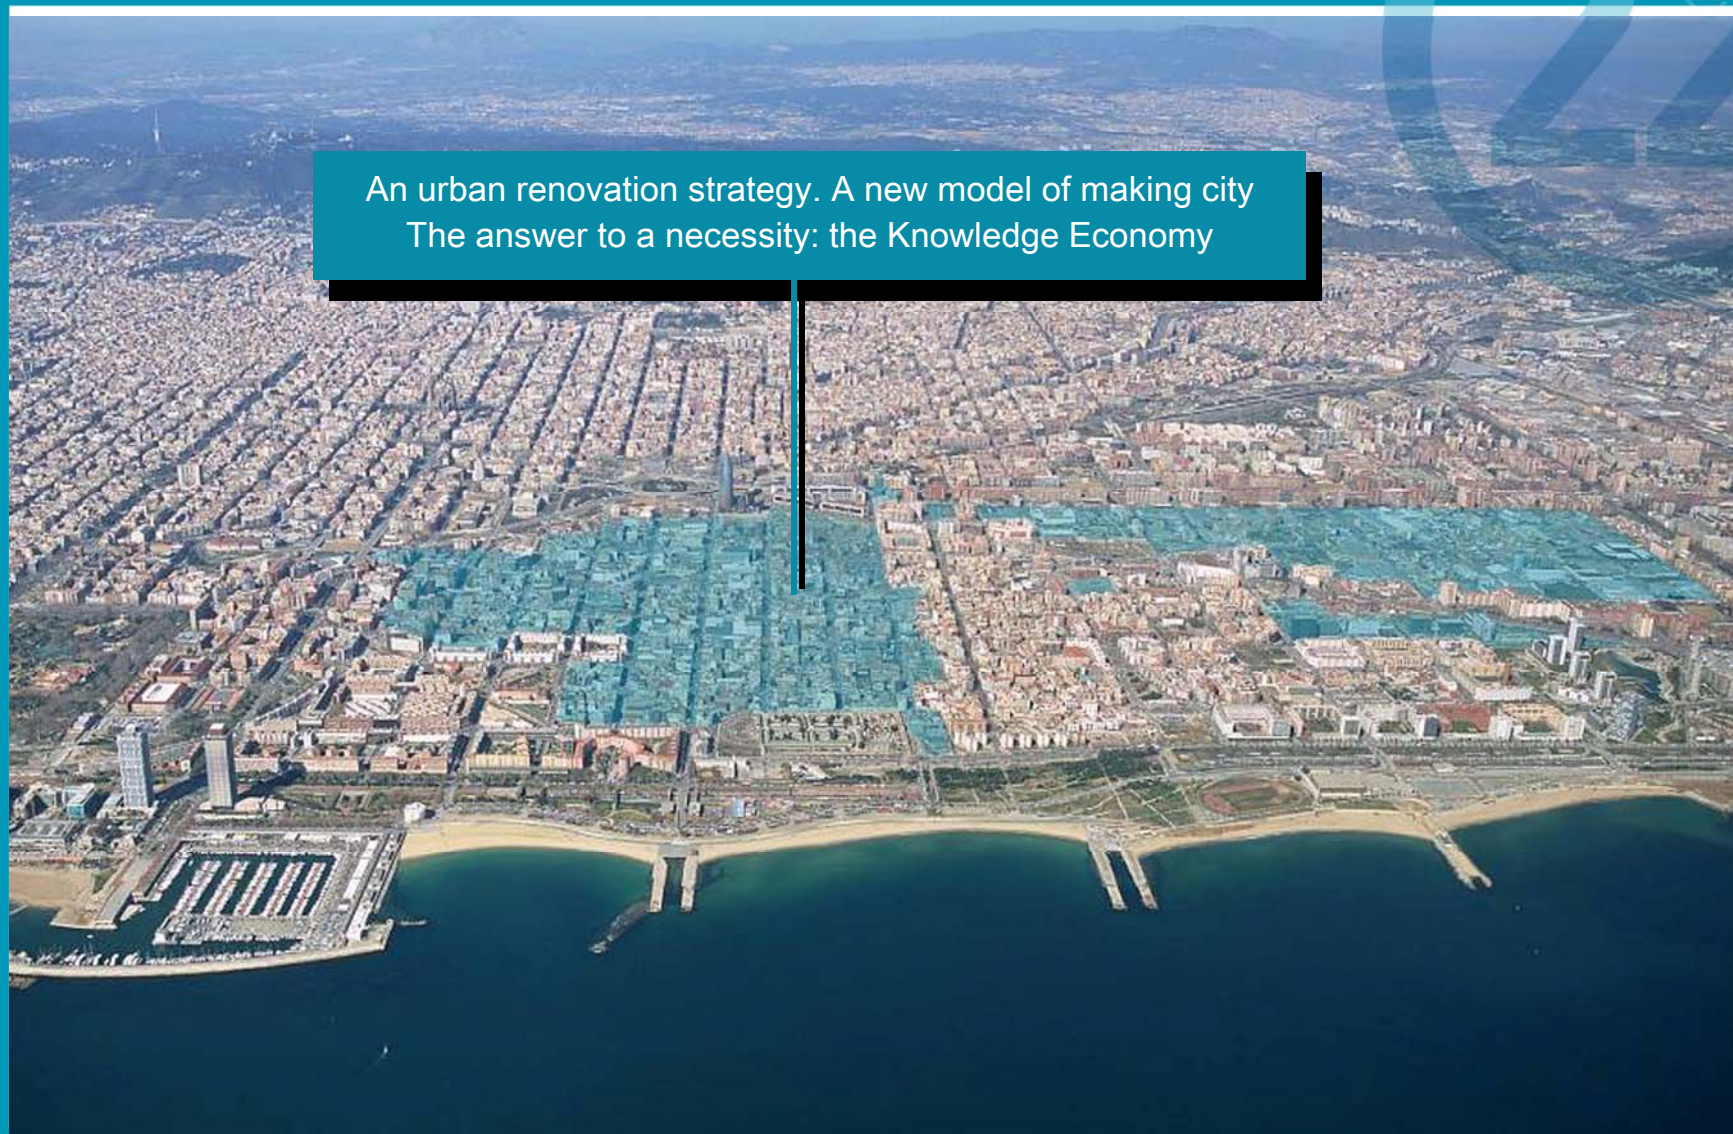 An urban renovation strategy. A new model of making city
The answer to a necessity: the Knowledge Economy